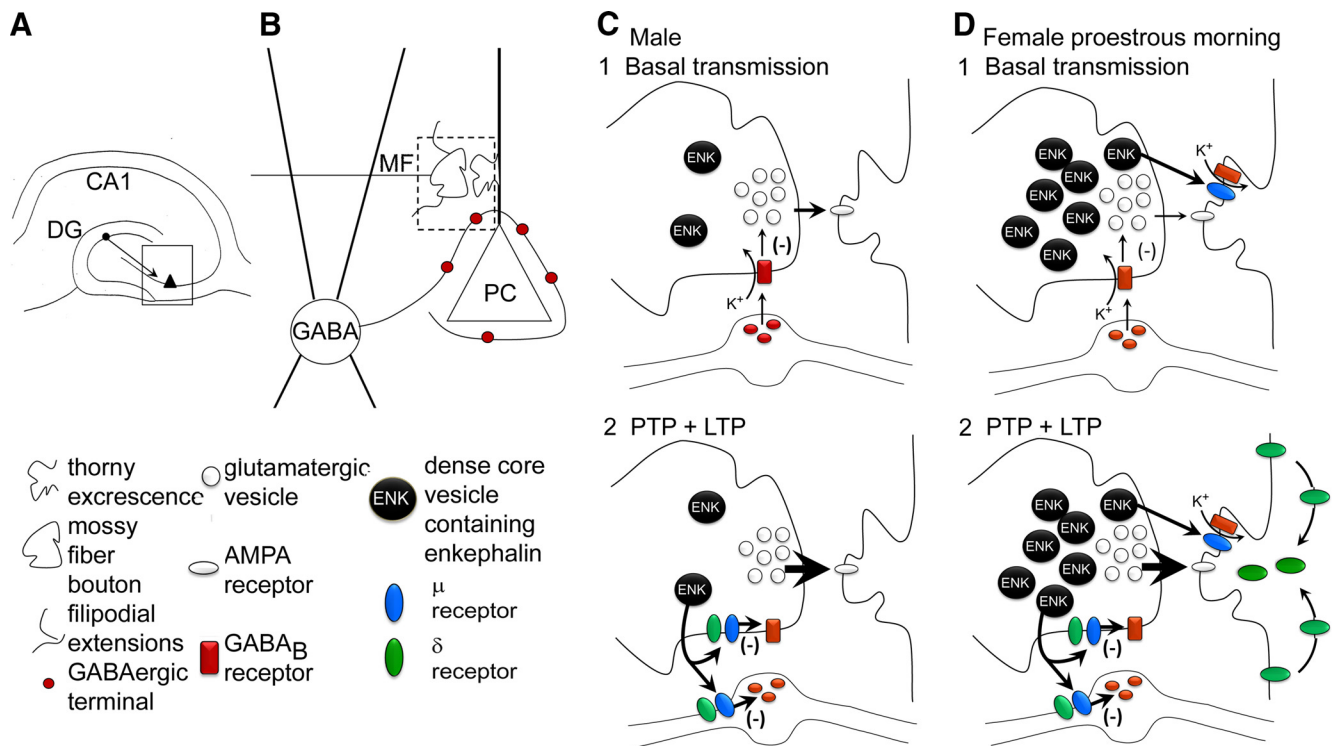 A
CA1
DG
B
MF
PC
GABA
C
Male
1 Basal transmission
ENK
ENK
(-)
K+
2 PTP + LTP
ENK
ENK
(-)
(-)
D
Female proestrous morning
1 Basal transmission
ENK
ENK
ENK
ENK
ENK
ENK
ENK
K+
(-)
K+
2 PTP + LTP
ENK
ENK
ENK
ENK
ENK
ENK
ENK
K+
(-)
(-)
thorny
excrescence
mossy
fiber
bouton
filipodial
extensions
GABAergic
terminal
glutamatergic
vesicle
AMPA
receptor
GABAB
receptor
ENK
dense core
vesicle
containing
enkephalin
μ
receptor
δ
receptor